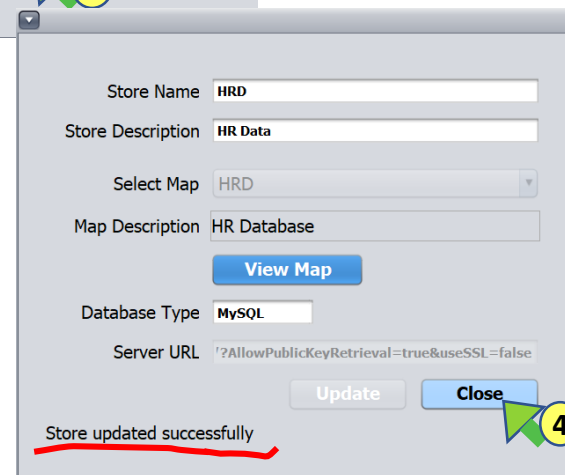 Store Name HRD
Store Description HR Data
Select Map HRD
Map Description HR Database
View Map
Database Type MySQL
Server URL '?AllowPublicKeyRetrieval=true&useSSL=false
Update Close
4
Store updated successfully